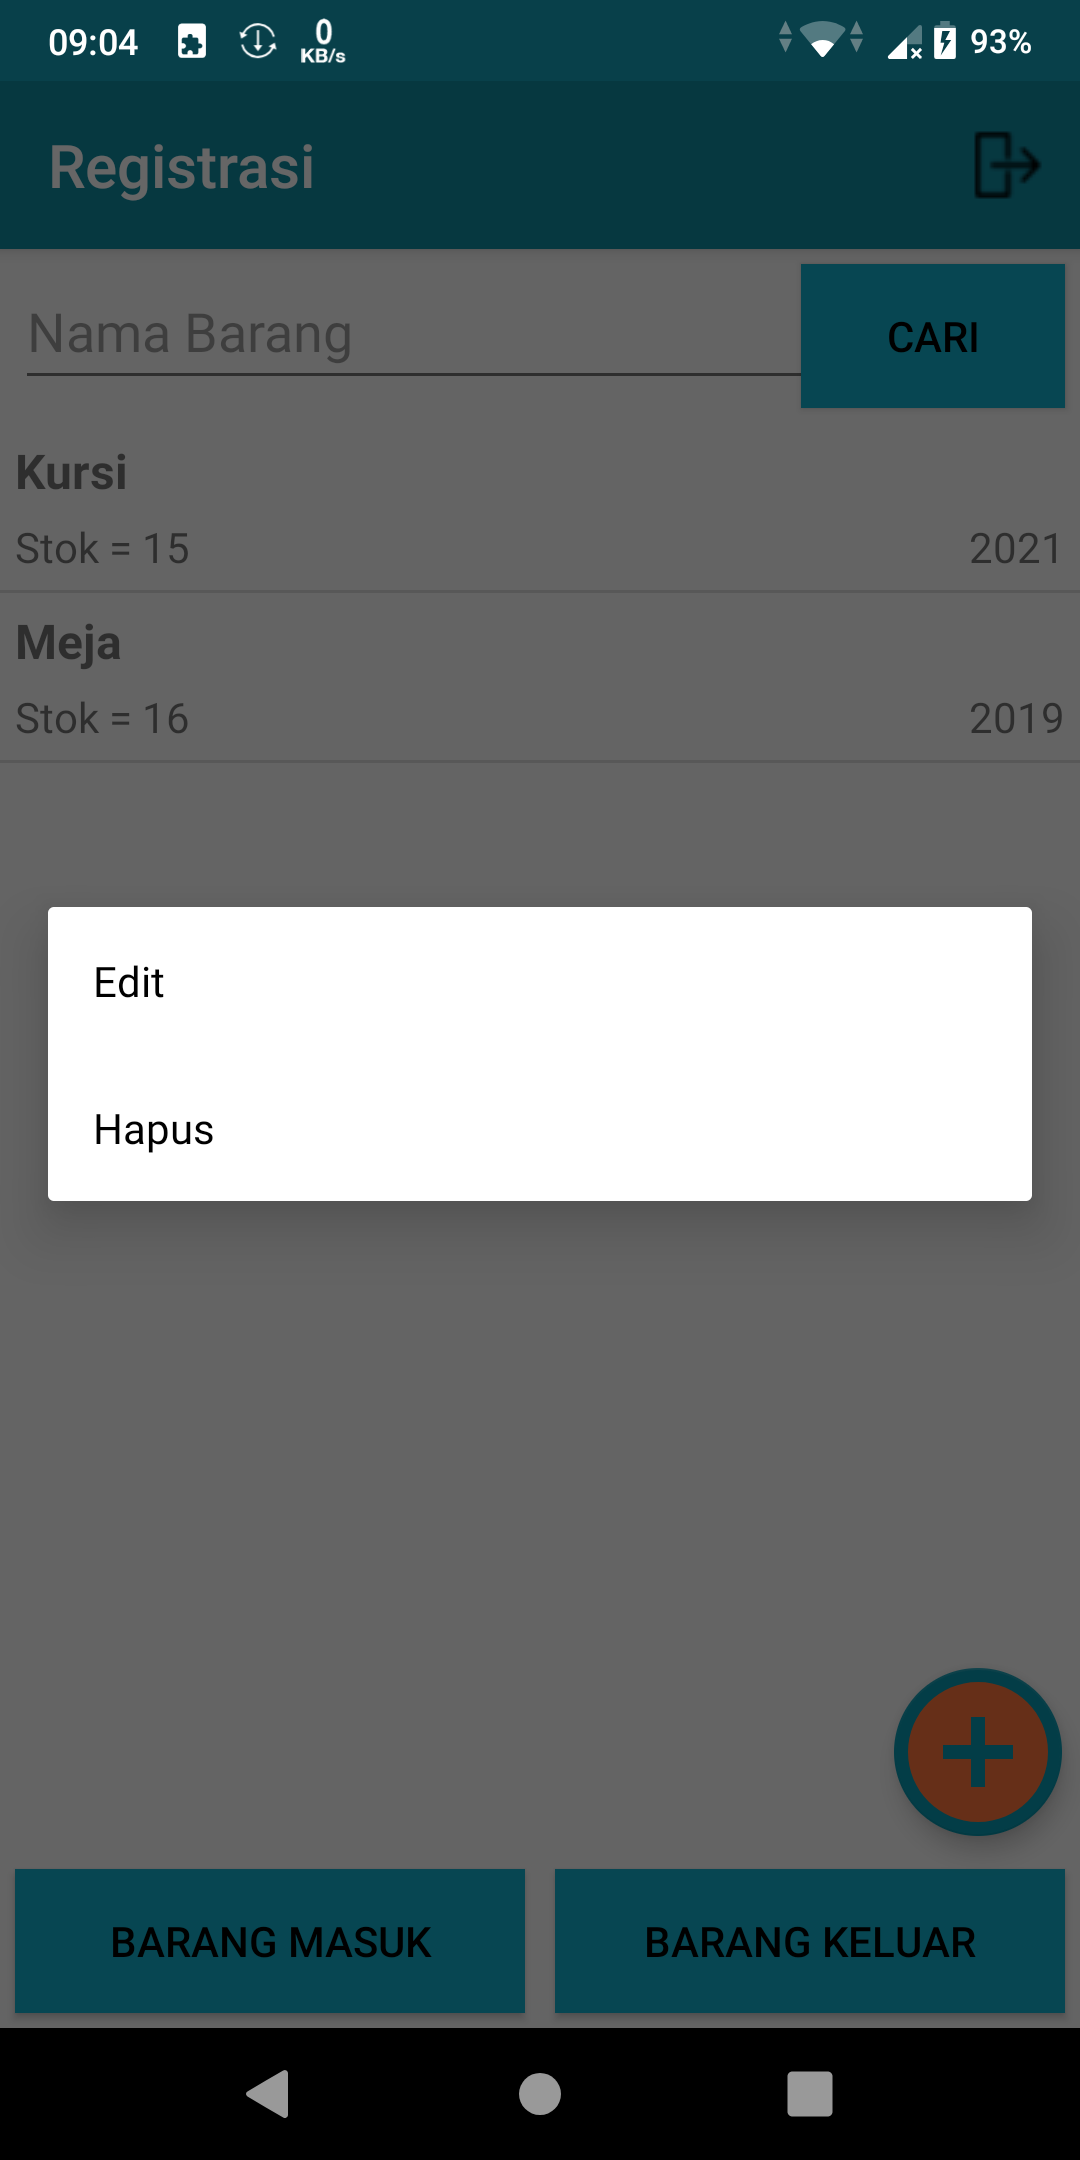 09:04 0 KB/s 93%
Registrasi
Nama Barang CARI
Kursi
Stok = 15 2021
Meja
Stok = 16 2019
Edit
Hapus
BARANG MASUK BARANG KELUAR